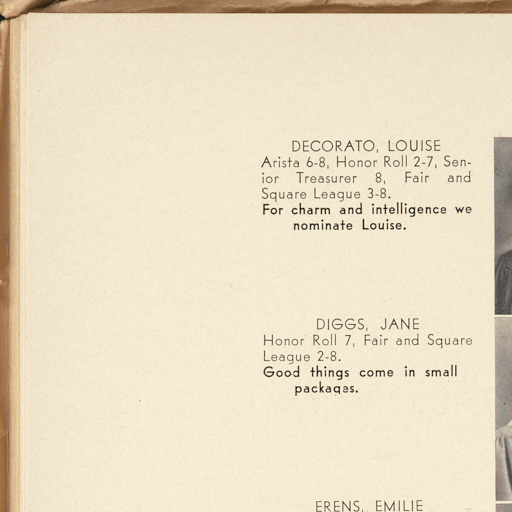 DECORATO, LOUISE
Arista 6-8, Honor Roll 2-7, Sen-
ior Treasurer 8, Fair and
Square League 3-8.
For charm and intelligence we
nominate Louise.
DIGGS, JANE
Honor Roll 7, Fair and Square
League 2-8.
Good things come in small
packages.
ERENS, EMILIE